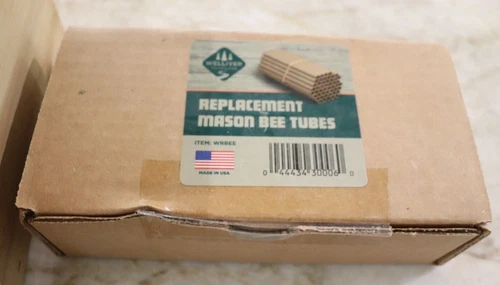 WELLIVER
REPLACEMENT
MASON BEE TUBES
ITEM: WRBEE
MADE IN USA
0 44434 30006 0